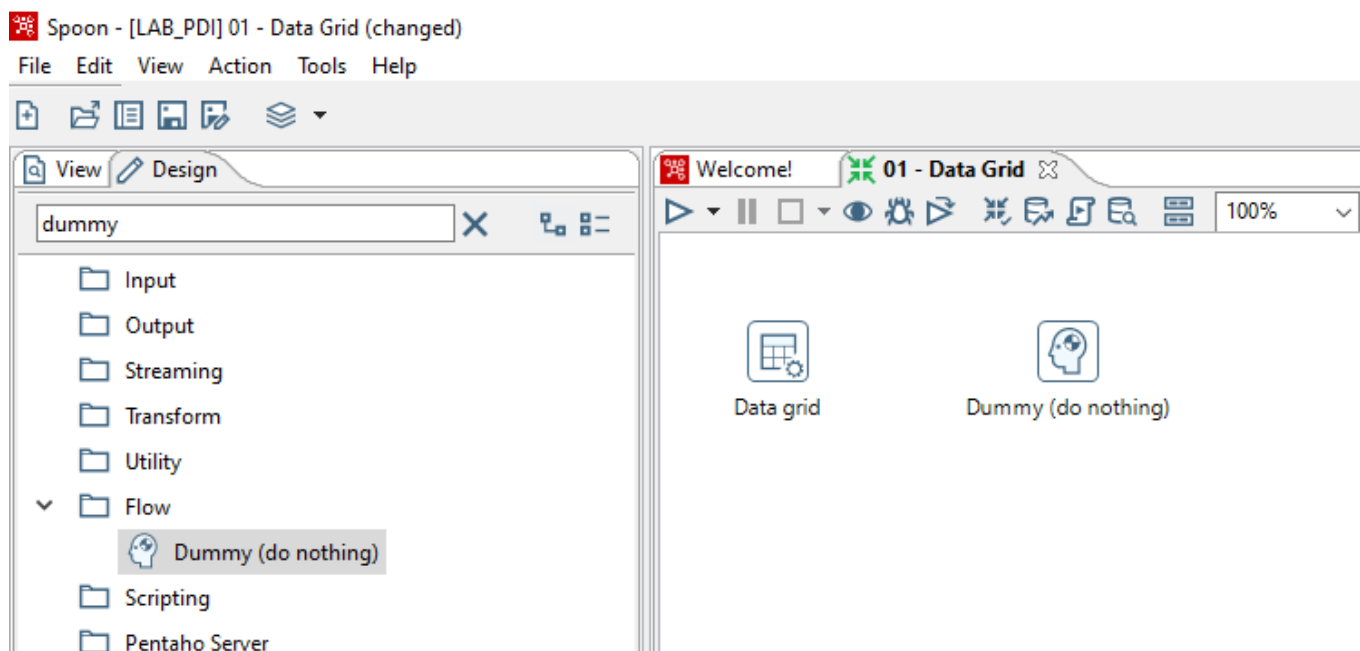 Spoon - [LAB_PDI] 01 - Data Grid (changed)
File Edit View Action Tools Help
View Design
dummy
Input
Output
Streaming
Transform
Utility
Flow
Dummy (do nothing)
Scripting
Pentaho Server
Welcome! 01 - Data Grid
100%
Data grid Dummy (do nothing)